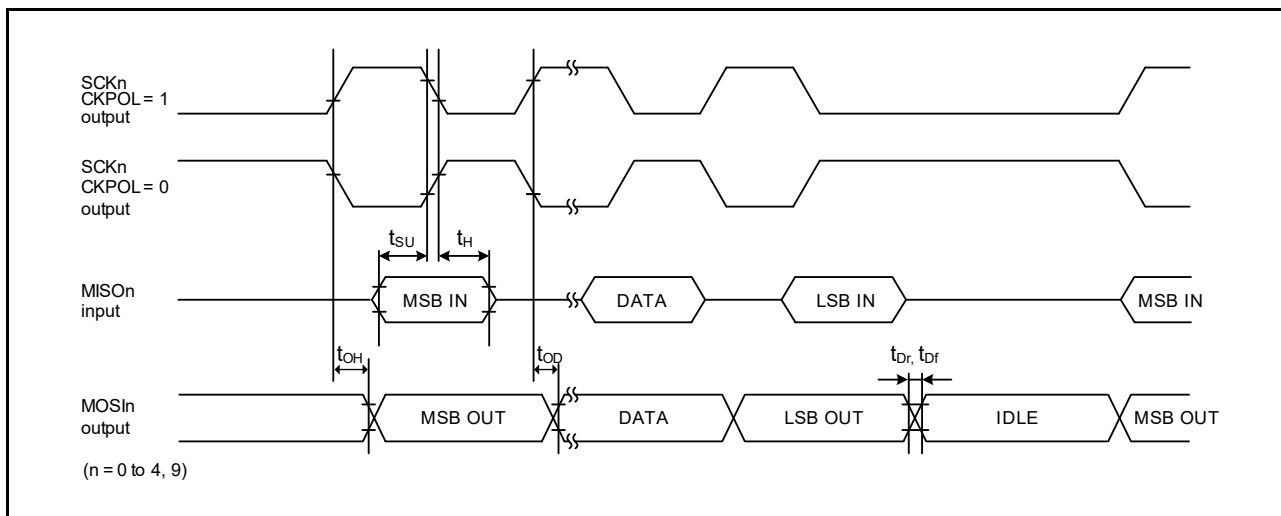 SCKn
CKPOL = 1
output
SCKn
CKPOL = 0
output
tSU
tH
MISOn
input
MSB IN
DATA
LSB IN
MSB IN
tOH
tOD
tDr, tDf
MOSIn
output
MSB OUT
DATA
LSB OUT
IDLE
MSB OUT
(n = 0 to 4, 9)